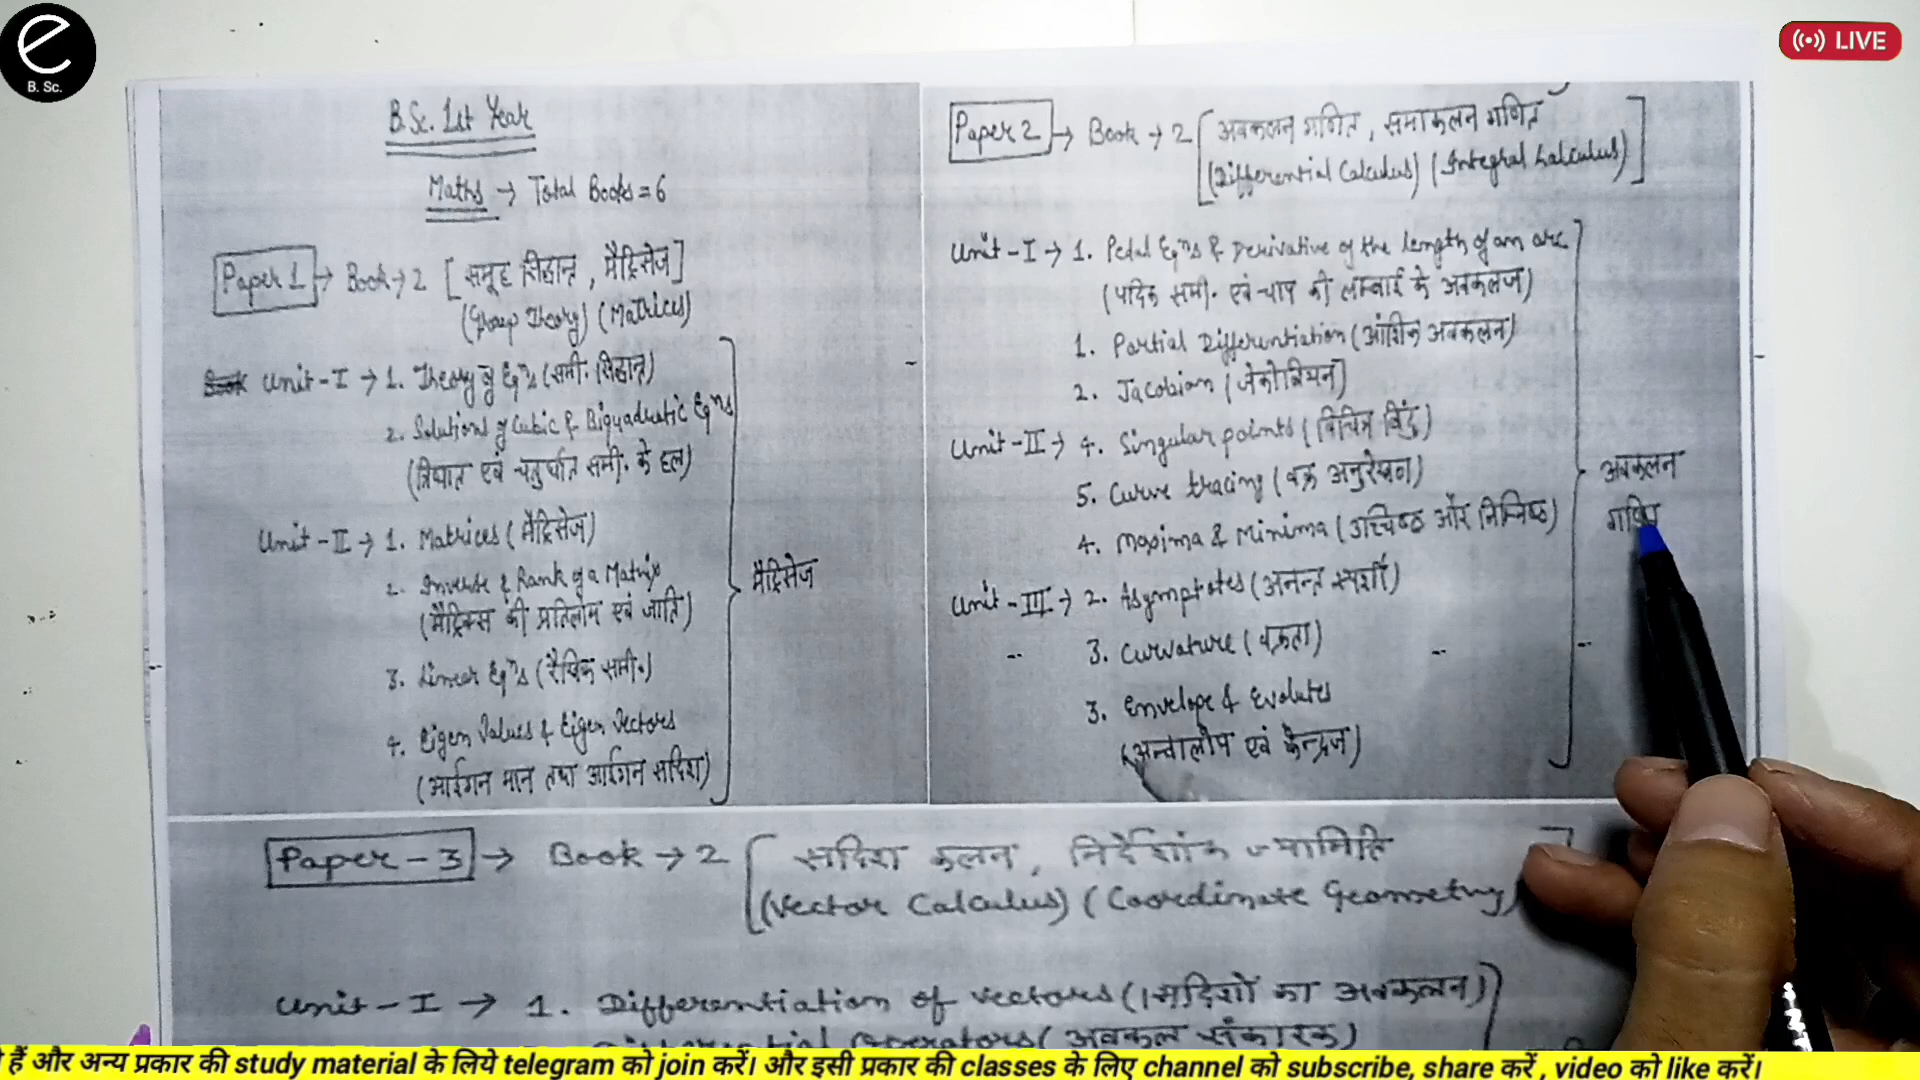 e
B. Sc.
LIVE
B.Sc. 1st Year
Maths → Total Books = 6
Paper 1 → Book → 2 [समूह सिद्धान्त, मैट्रिसेज]
(Group Theory) (Matrices)
Unit-I → 1. Theory of Eqns (समी. सिद्धान्त)
2. Solutions of Cubic & Biquadratic Eqns
(त्रिघात एवं चतुर्घात समी. के हल)
Unit-II → 1. Matrices (मैट्रिसेज)
2. Inverse & Rank of a Matrix
(मैट्रिक्स की प्रतिलोम एवं जाति)
3. Linear Eqns (रैखिक समी.)
4. Eigen Values & Eigen Vectors
(आईगन मान तथा आईगन सदिश)
मैट्रिसेज
Paper 2 → Book → 2 [अवकलन गणित, समाकलन गणित
(Differential Calculus) (Integral Calculus)]
Unit-I → 1. Pedal Eqns & Derivative of the length of an arc
(पदिक समी. एवं चाप की लम्बाई के अवकलज)
1. Partial Differentiation (आंशिक अवकलन)
2. Jacobian (जेकोबियन)
Unit-II → 4. Singular points (विचित्र बिंदु)
5. Curve tracing (वक्र अनुरेखन)
4. Maxima & Minima (उच्चिष्ठ और निम्निष्ठ)
Unit-III → 2. Asymptotes (अनन्त स्पर्शी)
3. Curvature (वक्रता)
3. Envelope & Evolutes
(अन्वालोप एवं केन्द्रज)
अवकलन
Paper-3 → Book → 2 [सदिश कलन, निर्देशांक ज्यामिति
(Vector Calculus) (Coordinate Geometry)
Unit-I → 1. Differentiation of vectors (सदिशों का अवकलन)
Operators (अवकल संकारक)
हैं और अन्य प्रकार की study material के लिये telegram को join करें। और इसी प्रकार की classes के लिए channel को subscribe, share करें , video को like करें।